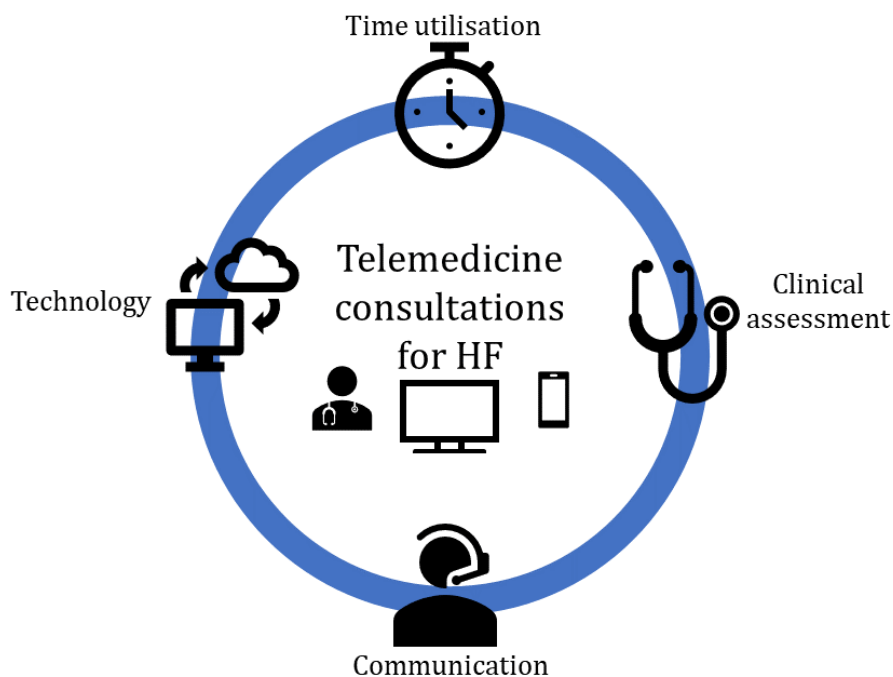 Time utilisation
Telemedicine
consultations
for HF
Technology
Clinical
assessment
Communication